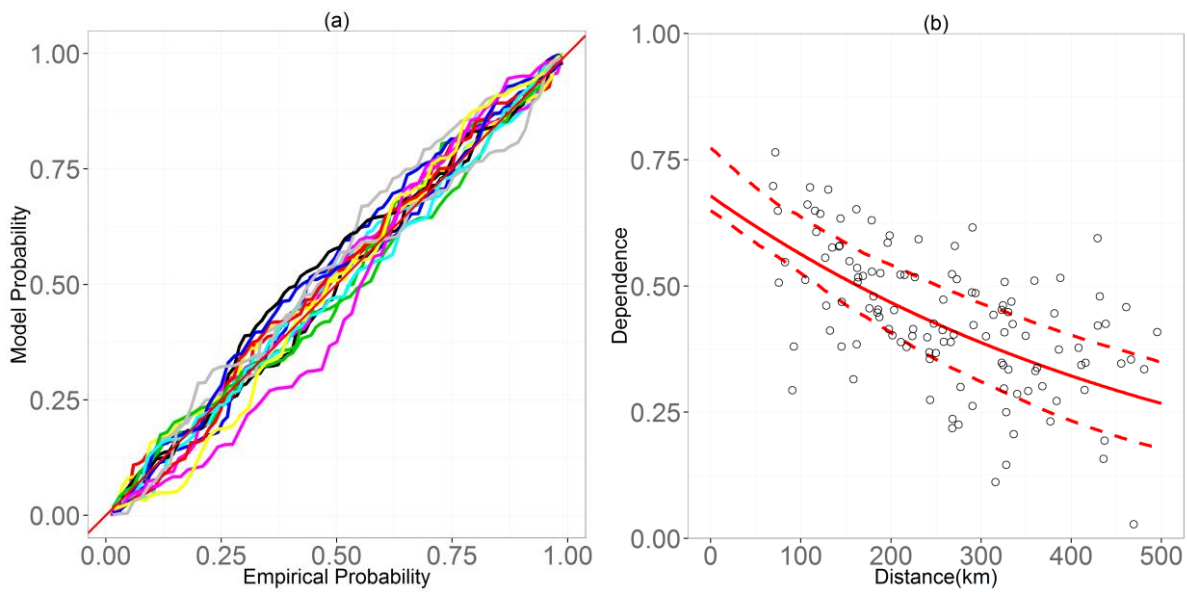 (a)
1.00
0.75
0.50
0.25
0.00
Model Probability
0.00 0.25 0.50 0.75 1.00
Empirical Probability
(b)
1.00
0.75
0.50
0.25
0.00
Dependence
0 100 200 300 400 500
Distance(km)